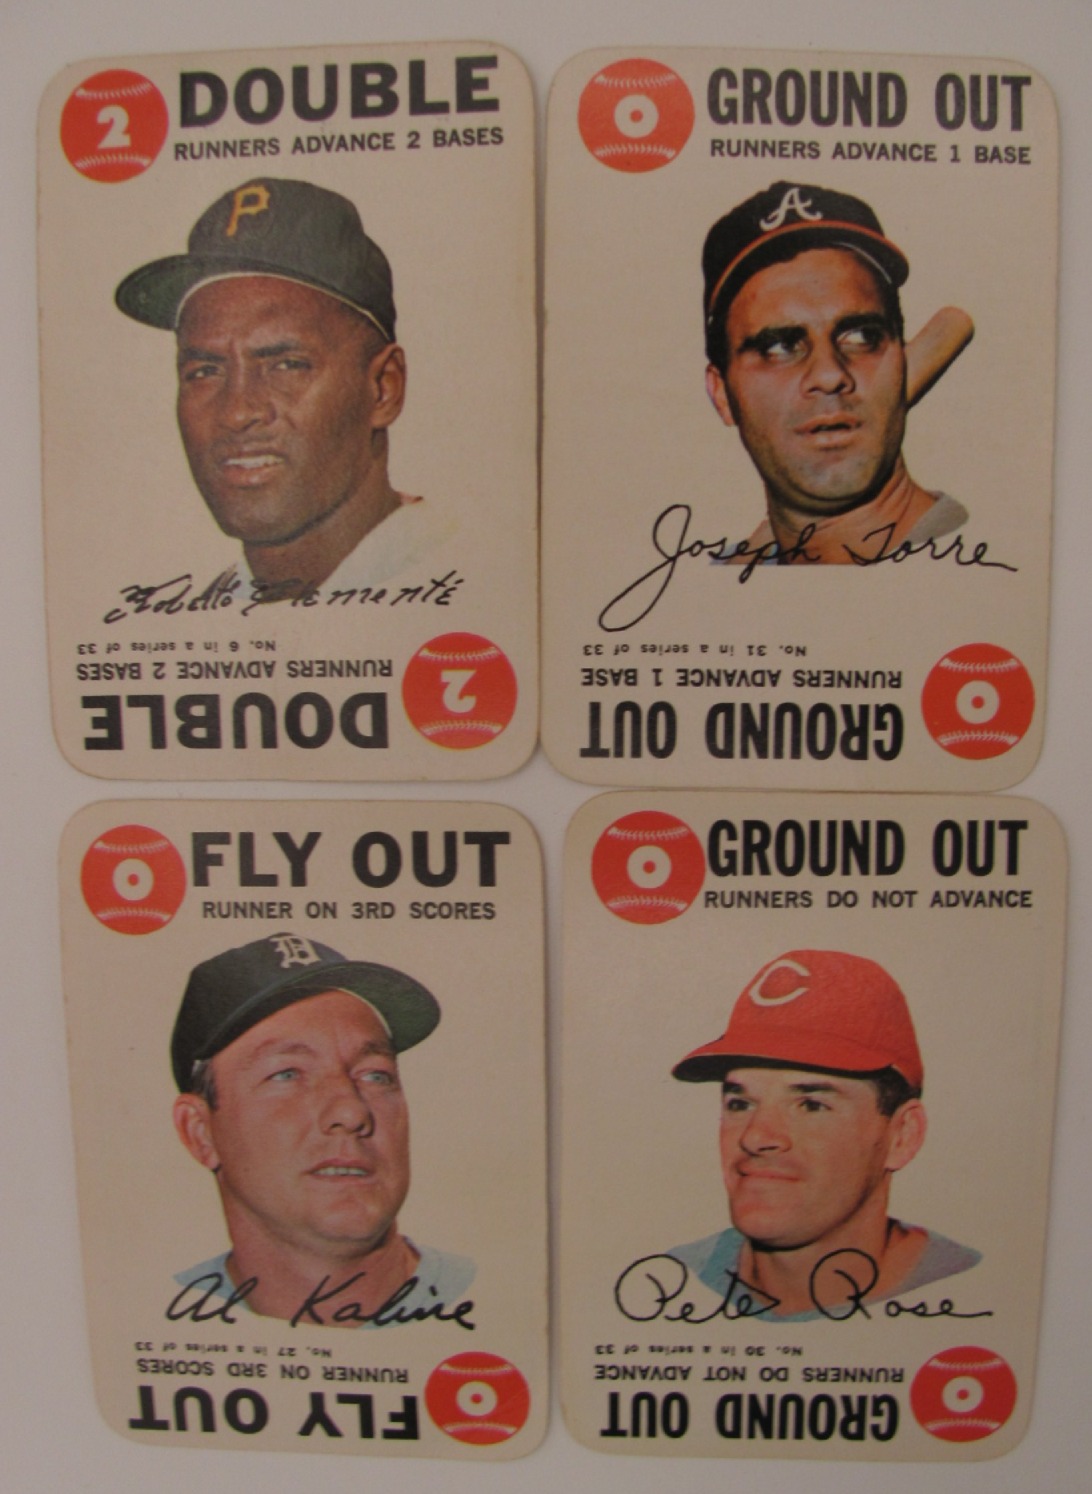 2
DOUBLE
RUNNERS ADVANCE 2 BASES
P
Roberto Clemente
No. 6 in a series of 33
RUNNERS ADVANCE 2 BASES
DOUBLE
2
0
GROUND OUT
RUNNERS ADVANCE 1 BASE
A
Joseph Torre
No. 31 in a series of 33
RUNNERS ADVANCE 1 BASE
GROUND OUT
0
0
FLY OUT
RUNNER ON 3RD SCORES
D
Al Kaline
No. 27 in a series of 33
RUNNER ON 3RD SCORES
FLY OUT
0
0
GROUND OUT
RUNNERS DO NOT ADVANCE
C
Pete Rose
No. 30 in a series of 33
RUNNERS DO NOT ADVANCE
GROUND OUT
0